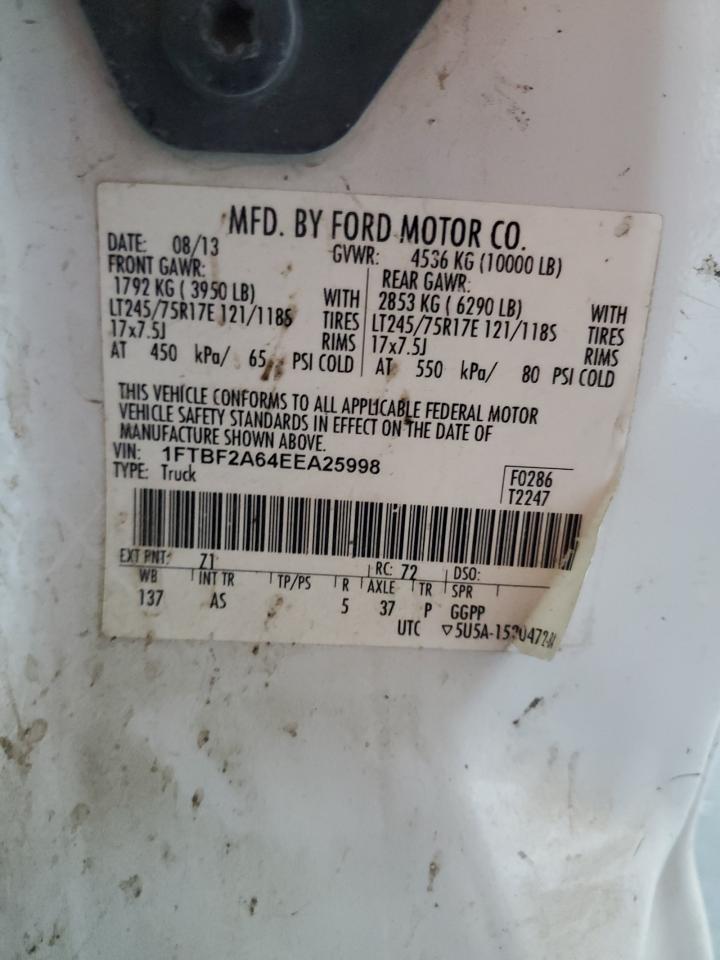 MFD. BY FORD MOTOR CO.
DATE: 08/13 GVWR: 4536 KG (10000 LB)
FRONT GAWR: REAR GAWR:
1792 KG ( 3950 LB) WITH 2853 KG ( 6290 LB) WITH
LT245/75R17E 121/118S TIRES LT245/75R17E 121/118S TIRES
17x7.5J RIMS 17x7.5J RIMS
AT 450 kPa/ 65 PSI COLD AT 550 kPa/ 80 PSI COLD
THIS VEHICLE CONFORMS TO ALL APPLICABLE FEDERAL MOTOR
VEHICLE SAFETY STANDARDS IN EFFECT ON THE DATE OF
MANUFACTURE SHOWN ABOVE.
VIN: 1FTBF2A64EEA25998
TYPE: Truck
F0286
T2247
EXT PNT: Z1 RC: 72 DSO:
WB INT TR TP/PS R AXLE TR SPR
137 AS 5 37 P GGPP
UTC ▽5U5A-1520472-